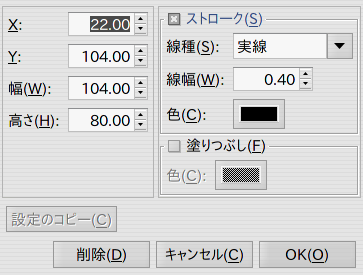 X: 22.00
Y: 104.00
幅(W): 104.00
高さ(H): 80.00
ストローク(S)
線種(S): 実線
線幅(W): 0.40
色(C):
塗りつぶし(F)
色(C):
設定のコピー(C)
削除(D) キャンセル(C) OK(O)